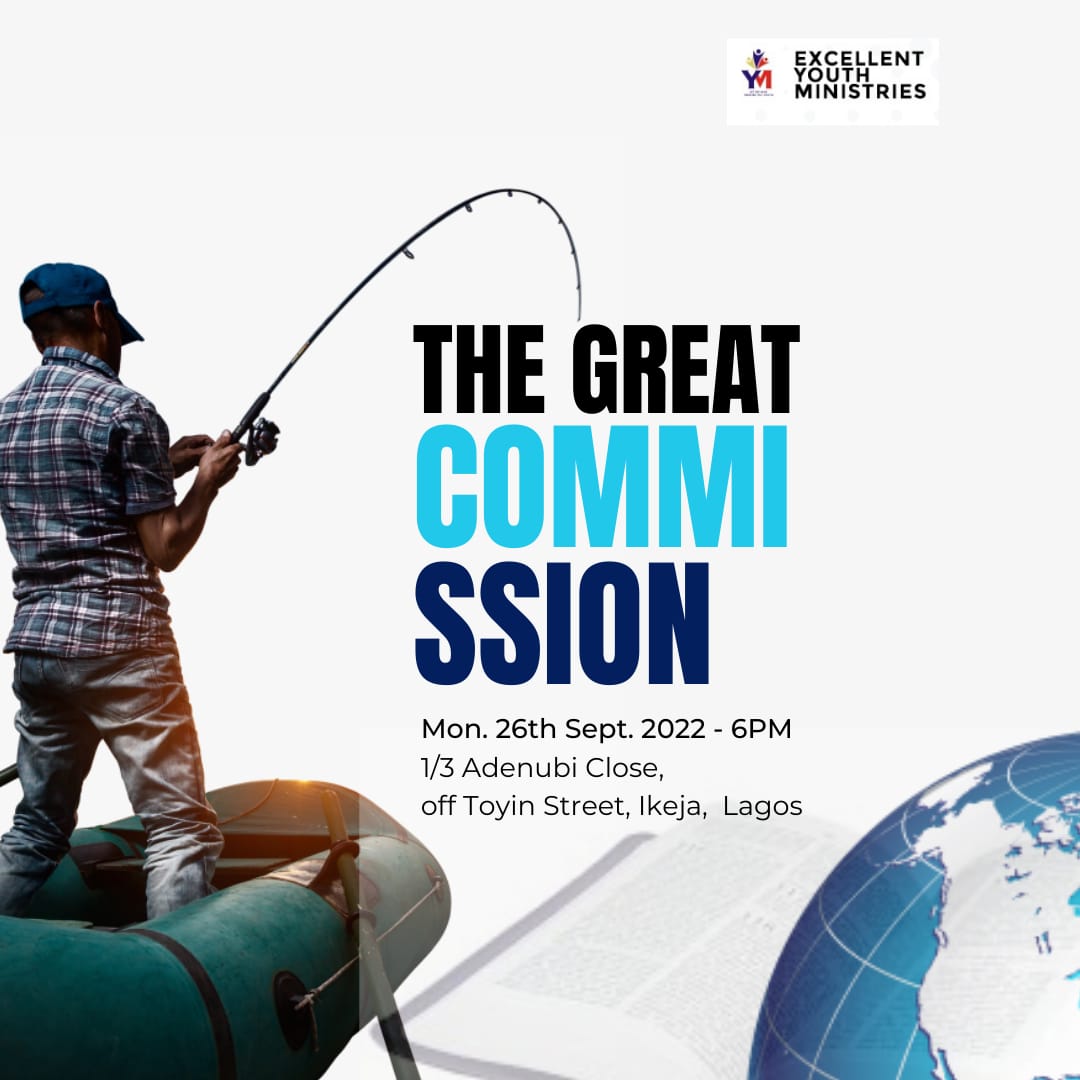 EXCELLENT
YOUTH
MINISTRIES
YM
THE GREAT
COMMI
SSION
Mon. 26th Sept. 2022 - 6PM
1/3 Adenubi Close,
off Toyin Street, Ikeja, Lagos